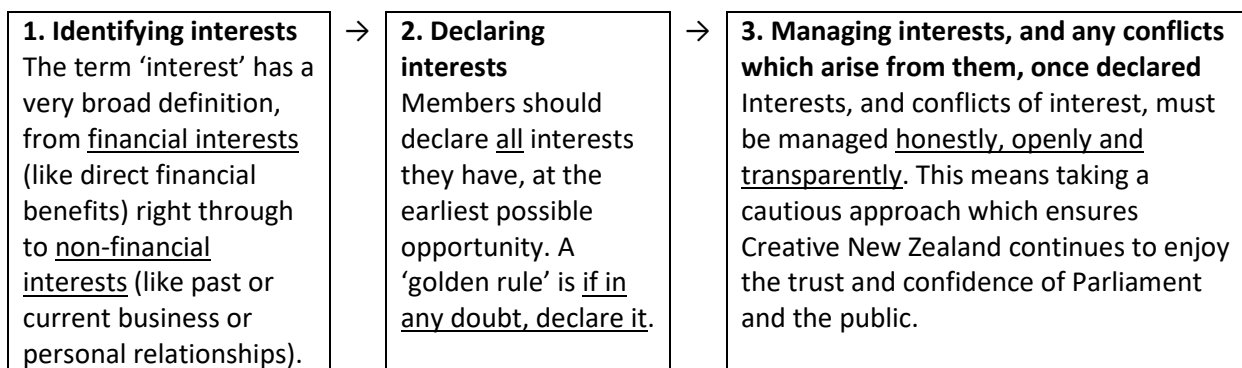 1. Identifying interests
The term ‘interest’ has a
very broad definition,
from financial interests
(like direct financial
benefits) right through
to non-financial
interests (like past or
current business or
personal relationships).
→
2. Declaring
interests
Members should
declare all interests
they have, at the
earliest possible
opportunity. A
‘golden rule’ is if in
any doubt, declare it.
→
3. Managing interests, and any conflicts
which arise from them, once declared
Interests, and conflicts of interest, must
be managed honestly, openly and
transparently. This means taking a
cautious approach which ensures
Creative New Zealand continues to enjoy
the trust and confidence of Parliament
and the public.